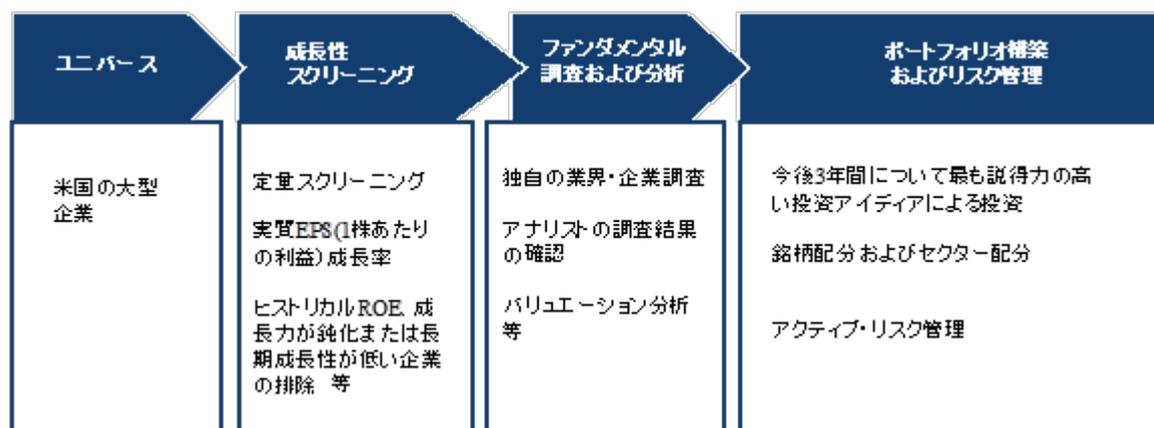 ユニバース
成長性
スクリーニング
ファンダメンタル
調査および分析
ポートフォリオ構築
およびリスク管理
米国の大型
企業
定量スクリーニング
実質EPS(1株あたり
の利益)成長率
ヒストリカルROE、成
長力が鈍化または長
期成長性が低い企業
の排除 等
独自の業界・企業調査
アナリストの調査結果
の確認
バリュエーション分析
等
今後3年間について最も説得力の高
い投資アイディアによる投資
銘柄配分およびセクター配分
アクティブ・リスク管理